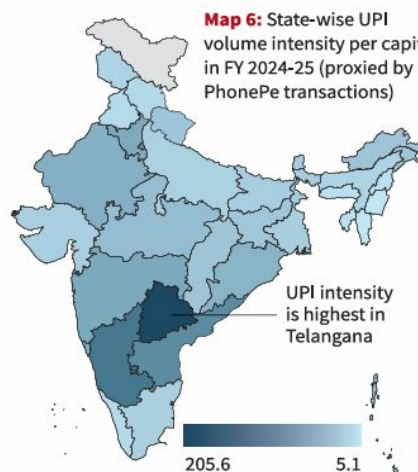 Map 6: State-wise UPI
volume intensity per capit
in FY 2024-25 (proxied by
PhonePe transactions)
UPI intensity
is highest in
Telangana
205.6
5.1